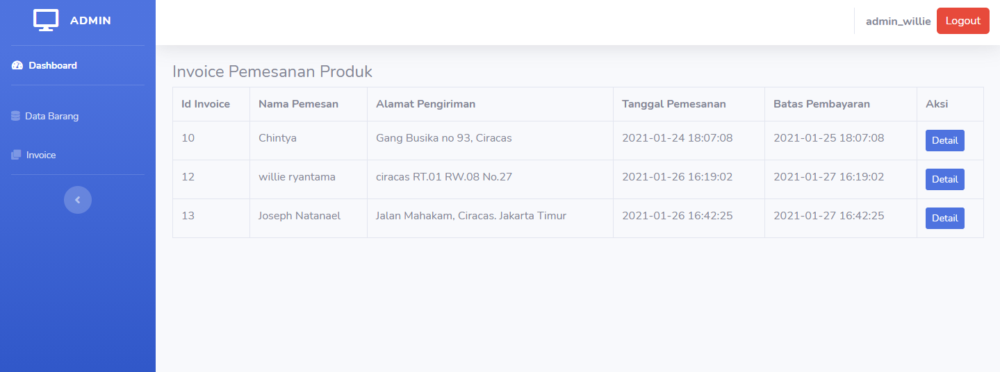 ADMIN
admin_willie Logout
Dashboard
Data Barang
Invoice
Invoice Pemesanan Produk
Id Invoice Nama Pemesan Alamat Pengiriman Tanggal Pemesanan Batas Pembayaran Aksi
10 Chintya Gang Busika no 93, Ciracas 2021-01-24 18:07:08 2021-01-25 18:07:08 Detail
12 willie ryantama ciracas RT.01 RW.08 No.27 2021-01-26 16:19:02 2021-01-27 16:19:02 Detail
13 Joseph Natanael Jalan Mahakam, Ciracas. Jakarta Timur 2021-01-26 16:42:25 2021-01-27 16:42:25 Detail